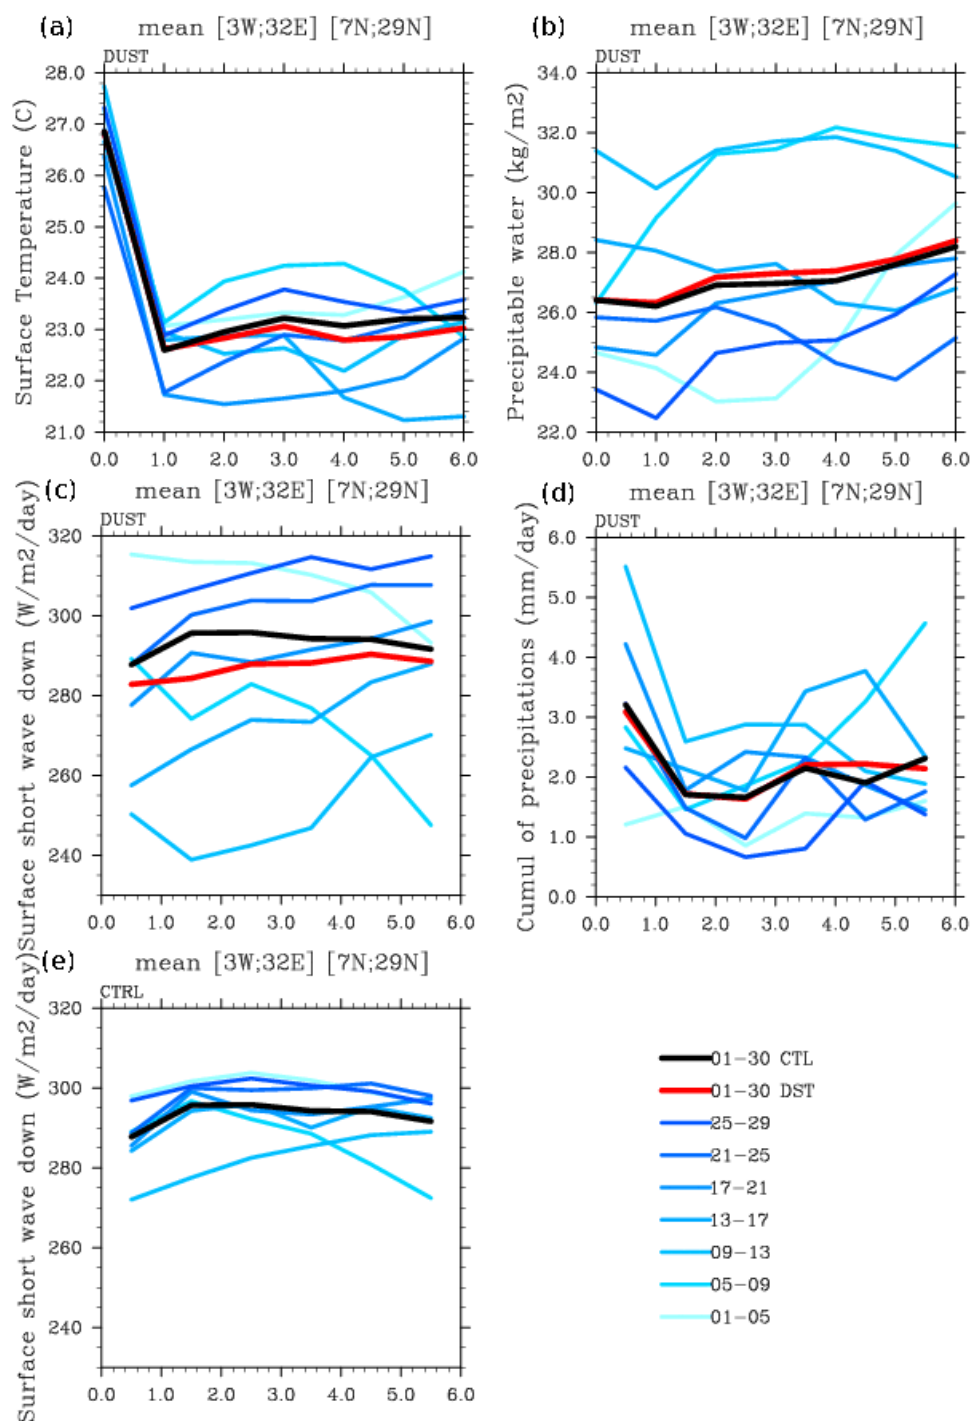 (a) mean [3W;32E] [7N;29N]
DUST
Surface Temperature (C)
28.0
27.0
26.0
25.0
24.0
23.0
22.0
21.0
0.0 1.0 2.0 3.0 4.0 5.0 6.0
(b) mean [3W;32E] [7N;29N]
DUST
Precipitable water (kg/m2)
34.0
32.0
30.0
28.0
26.0
24.0
22.0
0.0 1.0 2.0 3.0 4.0 5.0 6.0
(c) mean [3W;32E] [7N;29N]
DUST
Surface short wave down (W/m2/day)
320
300
280
260
240
0.0 1.0 2.0 3.0 4.0 5.0 6.0
(d) mean [3W;32E] [7N;29N]
DUST
Cumul of precipitations (mm/day)
6.0
5.0
4.0
3.0
2.0
1.0
0.0
0.0 1.0 2.0 3.0 4.0 5.0 6.0
(e) mean [3W;32E] [7N;29N]
CTRL
Surface short wave down (W/m2/day)
320
300
280
260
240
0.0 1.0 2.0 3.0 4.0 5.0 6.0
01-30 CTL
01-30 DST
25-29
21-25
17-21
13-17
09-13
05-09
01-05